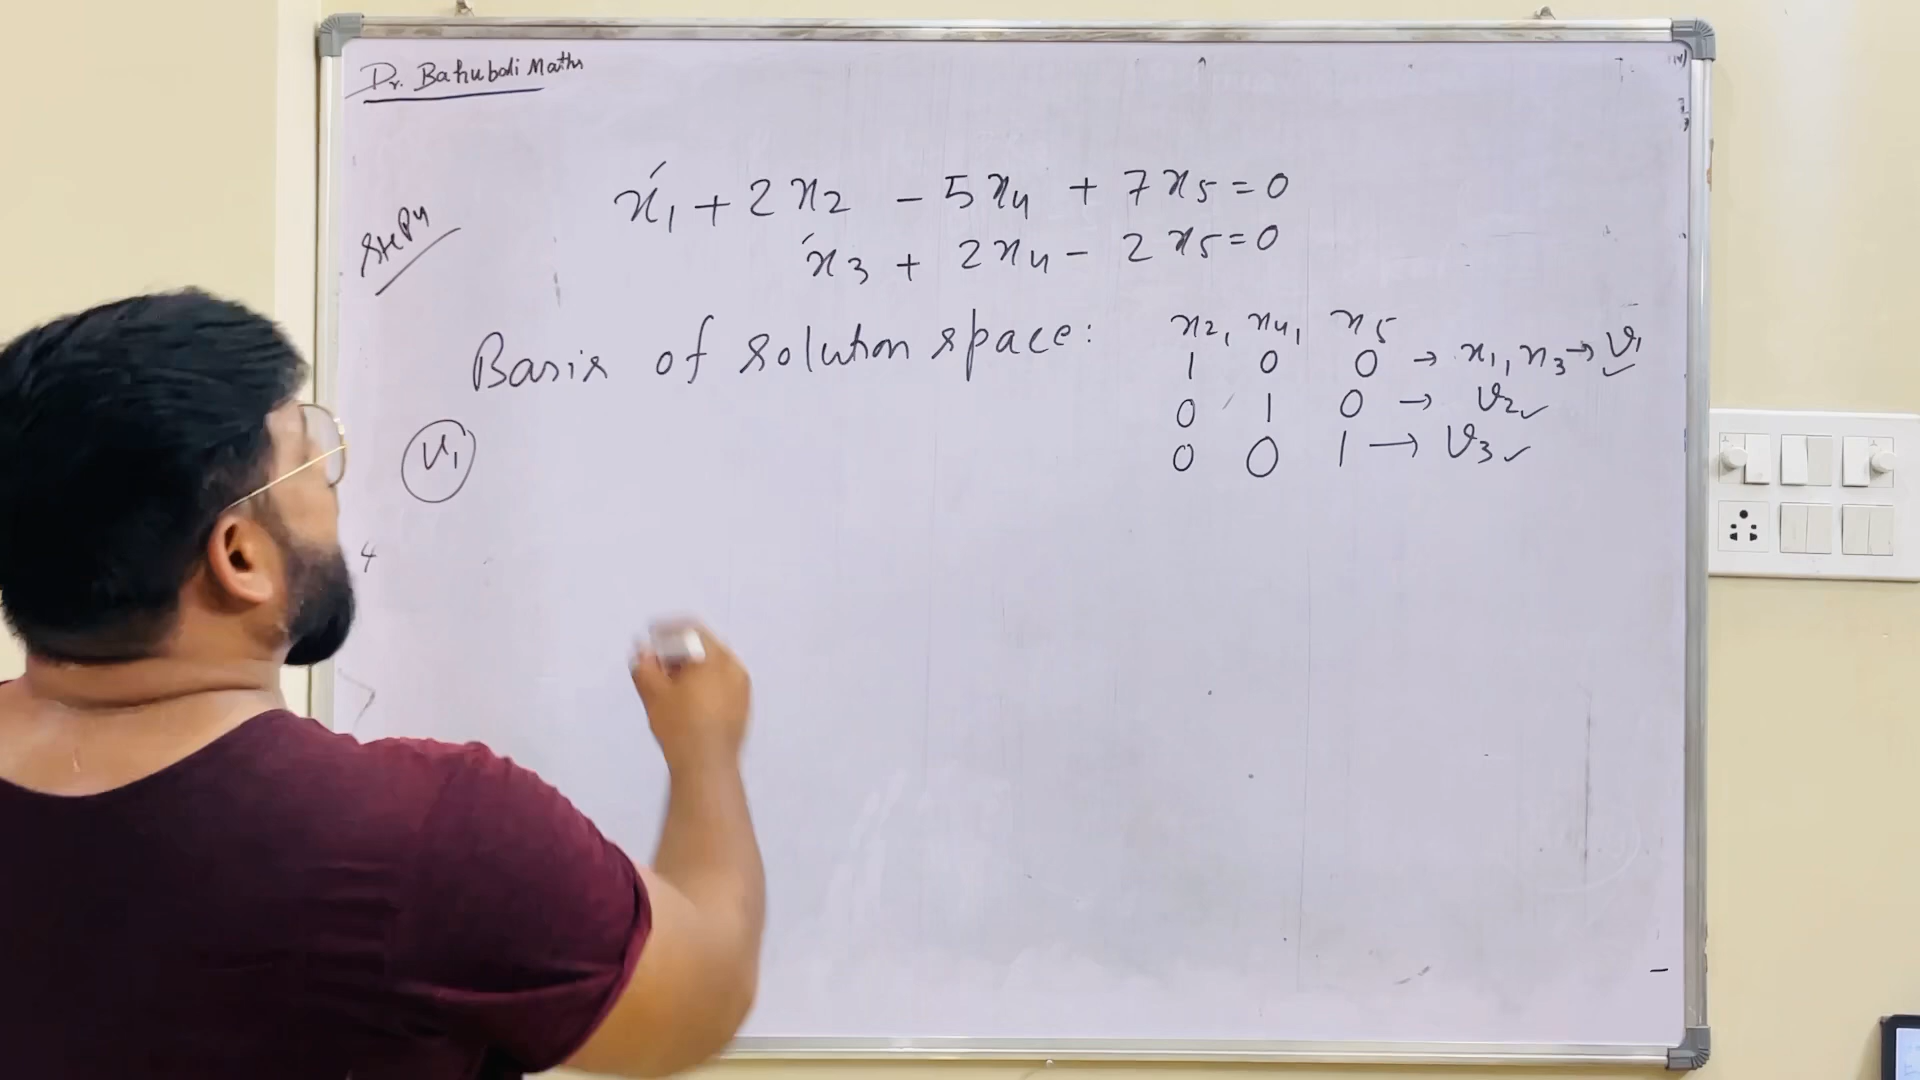 Dr. Bahubali Maths
Step 4
x₁ + 2x₂ - 5x₄ + 7x₅ = 0
x₃ + 2x₄ - 2x₅ = 0
Basis of solution space:
x₂, x₄, x₅
1 0 0 → x₁, x₃ → v₁ ✓
0 1 0 → v₂ ✓
0 0 1 → v₃ ✓
v₁
4